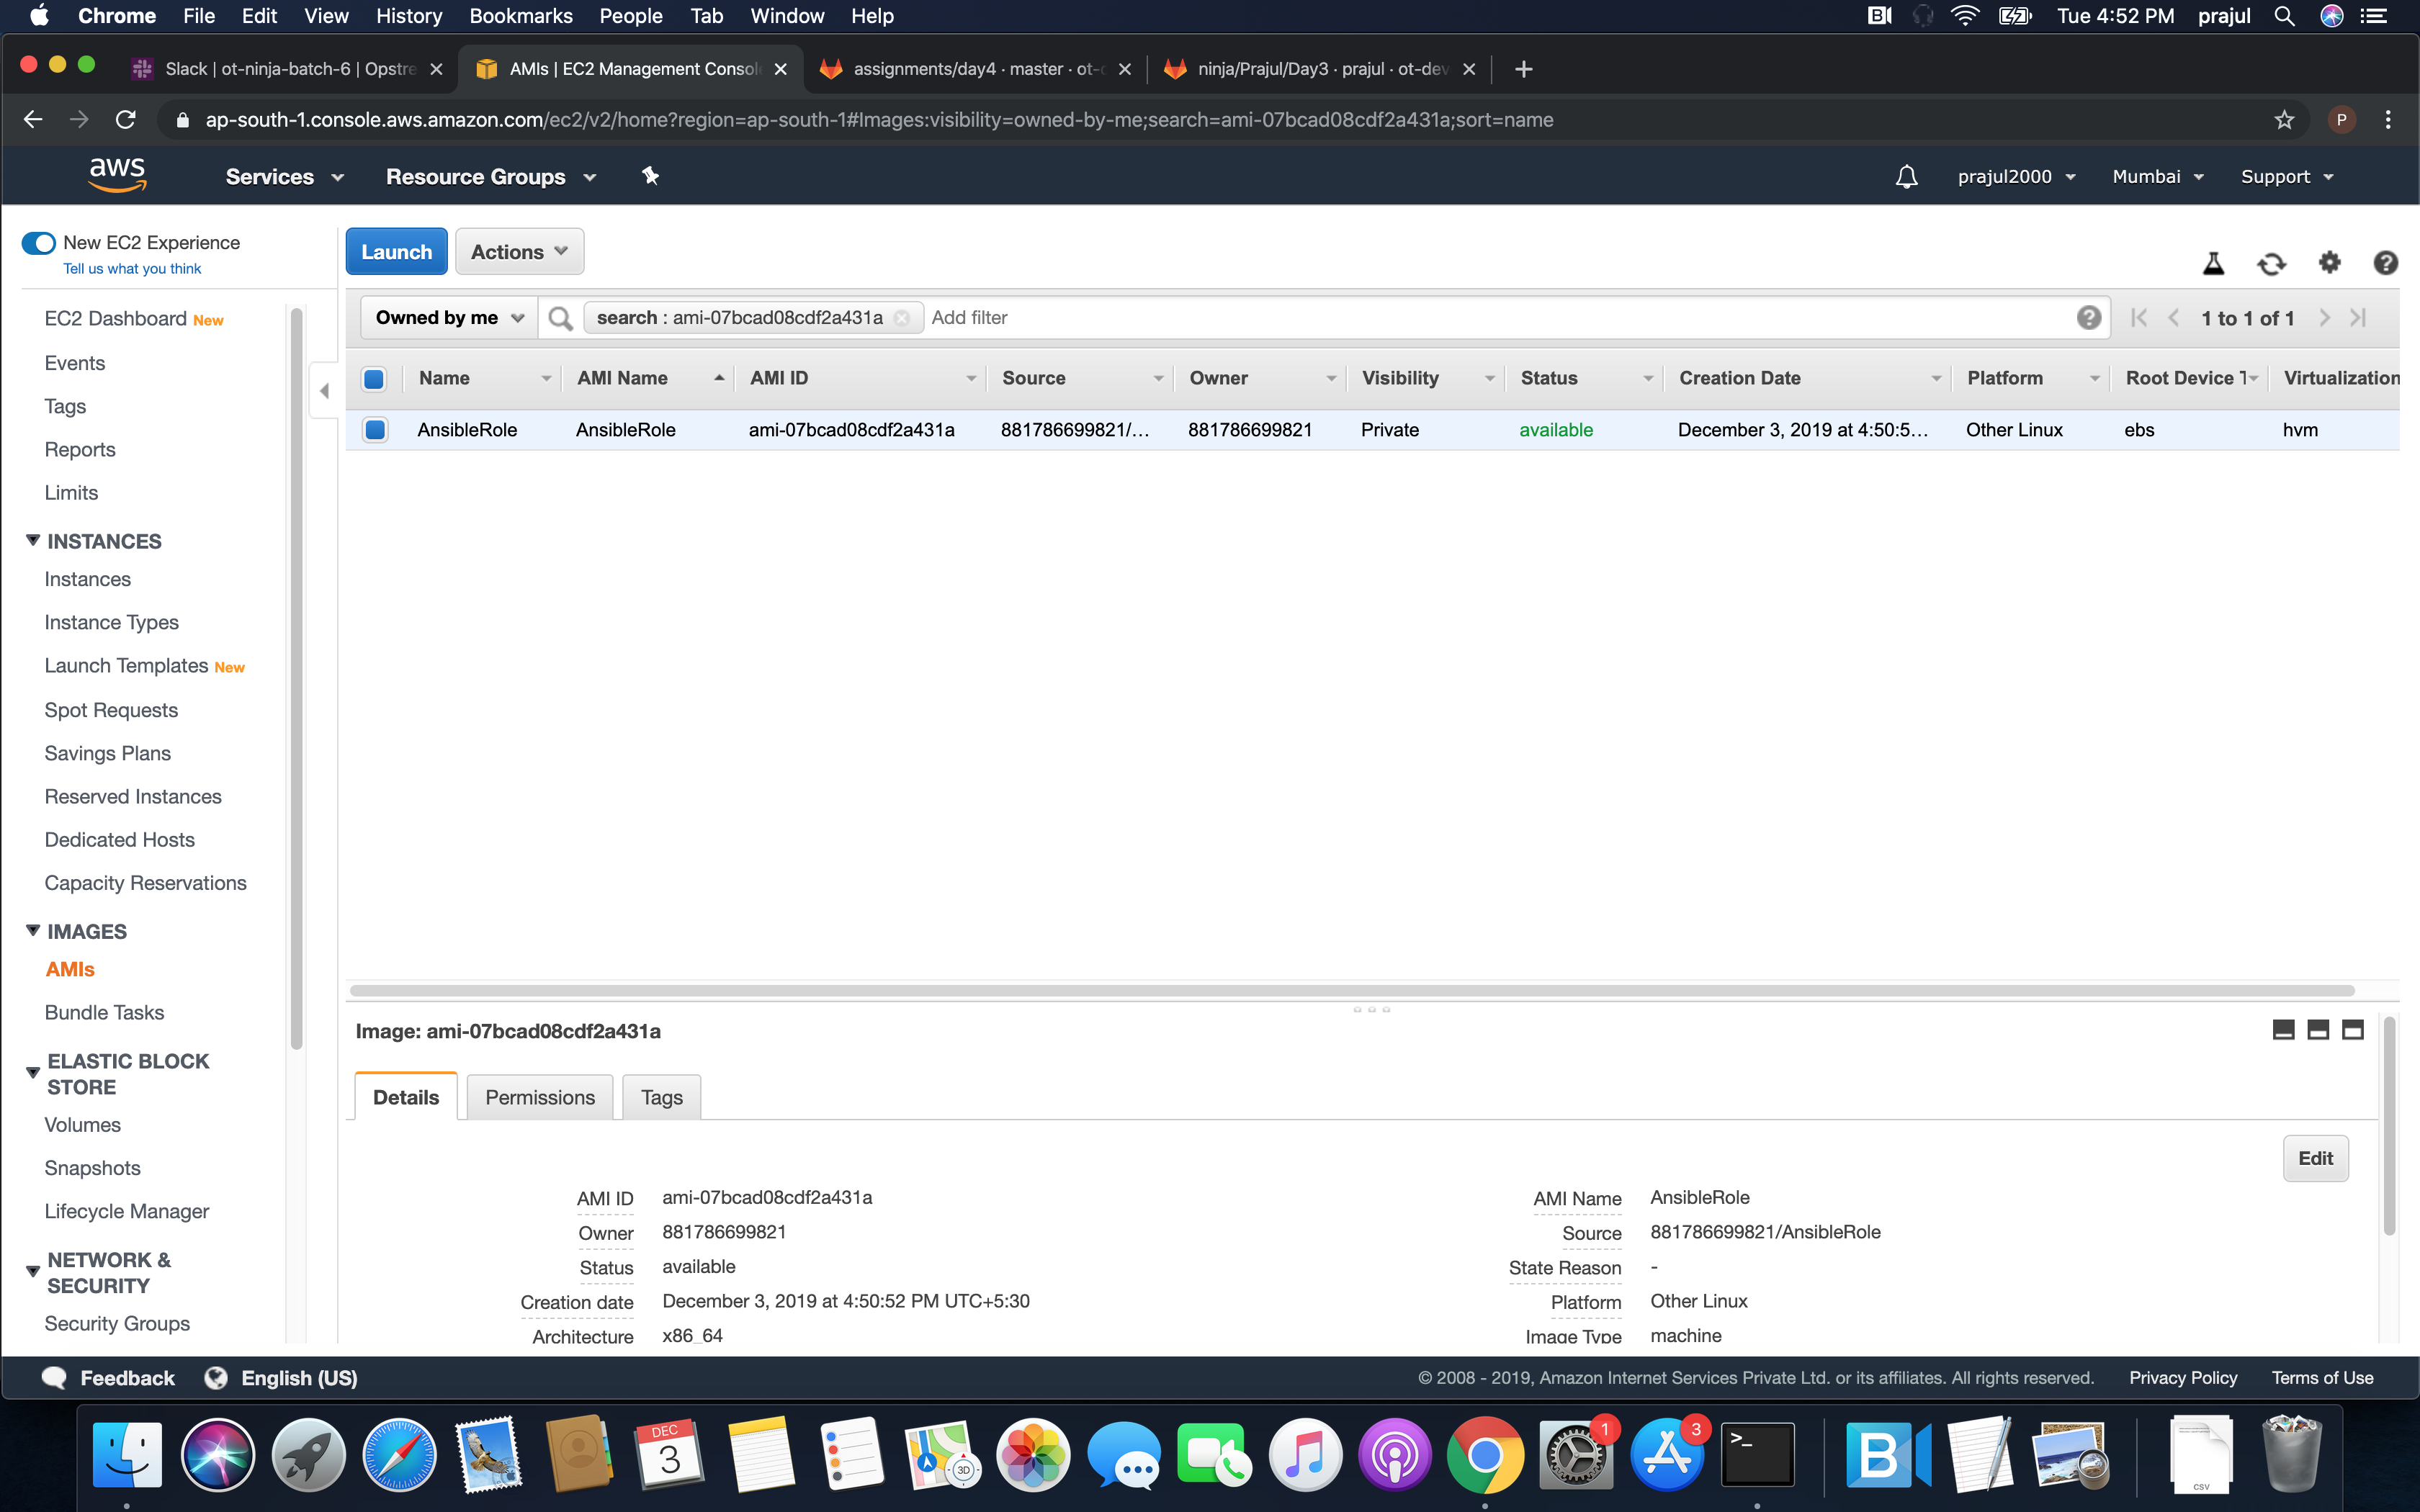 Chrome File Edit View History Bookmarks People Tab Window Help Tue 4:52 PM prajul
Slack | ot-ninja-batch-6 | Opstre AMIs | EC2 Management Consol assignments/day4 · master · ot- ninja/Prajul/Day3 · prajul · ot-dev
ap-south-1.console.aws.amazon.com/ec2/v2/home?region=ap-south-1#Images:visibility=owned-by-me;search=ami-07bcad08cdf2a431a;sort=name P
aws Services Resource Groups prajul2000 Mumbai Support
New EC2 Experience
Tell us what you think
Launch Actions
EC2 Dashboard New
Events
Tags
Reports
Limits
INSTANCES
Instances
Instance Types
Launch Templates New
Spot Requests
Savings Plans
Reserved Instances
Dedicated Hosts
Capacity Reservations
IMAGES
AMIs
Bundle Tasks
ELASTIC BLOCK
STORE
Volumes
Snapshots
Lifecycle Manager
NETWORK &
SECURITY
Security Groups
Owned by me search : ami-07bcad08cdf2a431a Add filter 1 to 1 of 1
Name AMI Name AMI ID Source Owner Visibility Status Creation Date Platform Root Device Virtualization
AnsibleRole AnsibleRole ami-07bcad08cdf2a431a 881786699821/... 881786699821 Private available December 3, 2019 at 4:50:5... Other Linux ebs hvm
Image: ami-07bcad08cdf2a431a
Details Permissions Tags
Edit
AMI ID ami-07bcad08cdf2a431a AMI Name AnsibleRole
Owner 881786699821 Source 881786699821/AnsibleRole
Status available State Reason -
Creation date December 3, 2019 at 4:50:52 PM UTC+5:30 Platform Other Linux
Architecture x86_64 Image Type machine
Feedback English (US) © 2008 - 2019, Amazon Internet Services Private Ltd. or its affiliates. All rights reserved. Privacy Policy Terms of Use
DEC
3
3D
1
3
>_
B
CSV